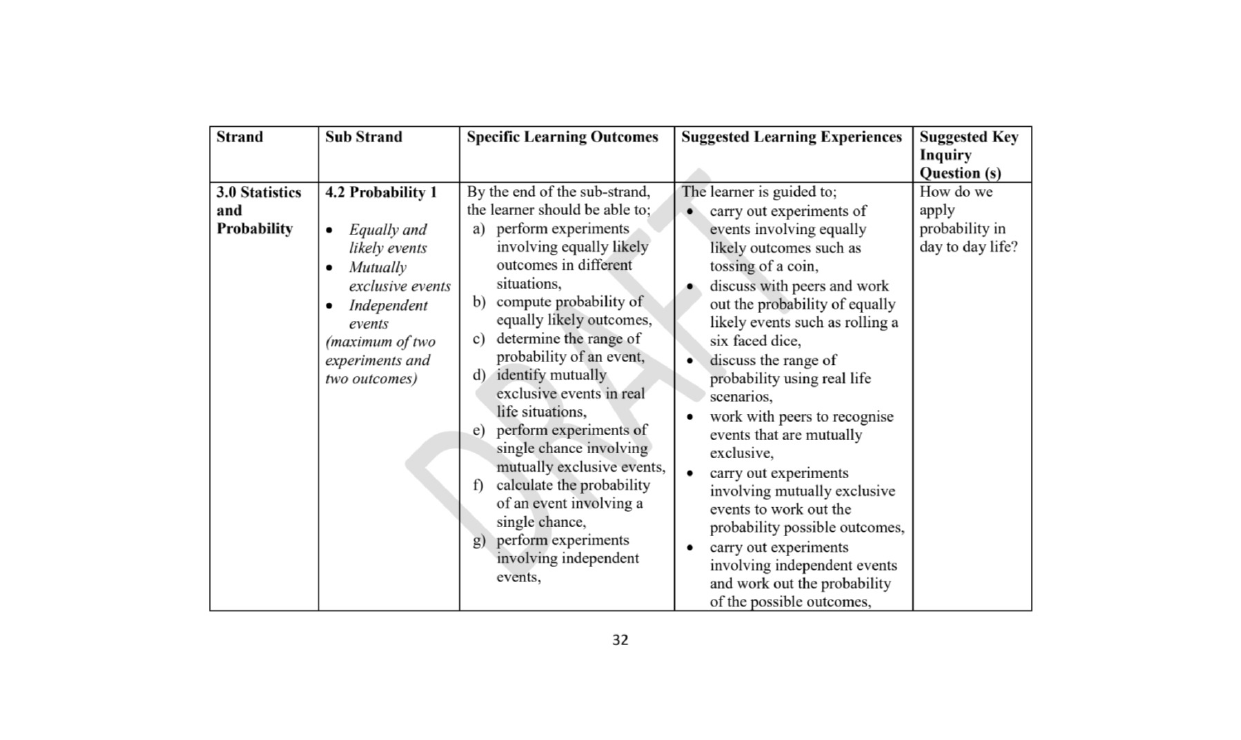 Strand
Sub Strand
Specific Learning Outcomes
Suggested Learning Experiences
Suggested Key
Inquiry
Question (s)
3.0 Statistics
and
Probability
4.2 Probability 1
• Equally and
likely events
• Mutually
exclusive events
• Independent
events
(maximum of two
experiments and
two outcomes)
By the end of the sub-strand,
the learner should be able to;
a) perform experiments
involving equally likely
outcomes in different
situations,
b) compute probability of
equally likely outcomes,
c) determine the range of
probability of an event,
d) identify mutually
exclusive events in real
life situations,
e) perform experiments of
single chance involving
mutually exclusive events,
f) calculate the probability
of an event involving a
single chance,
g) perform experiments
involving independent
events,
The learner is guided to;
• carry out experiments of
events involving equally
likely outcomes such as
tossing of a coin,
• discuss with peers and work
out the probability of equally
likely events such as rolling a
six faced dice,
• discuss the range of
probability using real life
scenarios,
• work with peers to recognise
events that are mutually
exclusive,
• carry out experiments
involving mutually exclusive
events to work out the
probability possible outcomes,
• carry out experiments
involving independent events
and work out the probability
of the possible outcomes,
How do we
apply
probability in
day to day life?
DRAFT
32